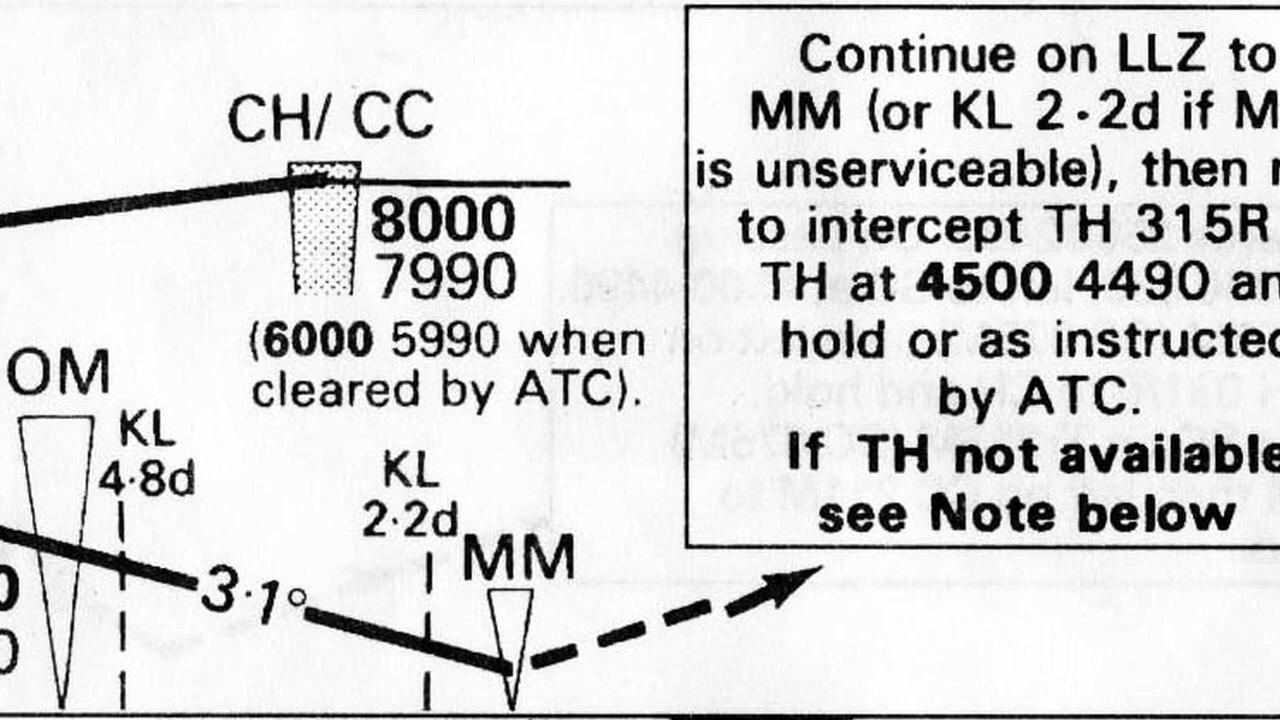 CH/ CC
8000
7990
(6000 5990 when
cleared by ATC).
OM
KL
4·8d
KL
2·2d
MM
3·1°
Continue on LLZ to
MM (or KL 2·2d if M
is unserviceable), then
to intercept TH 315R
TH at 4500 4490 an
hold or as instructed
by ATC.
If TH not available
see Note below